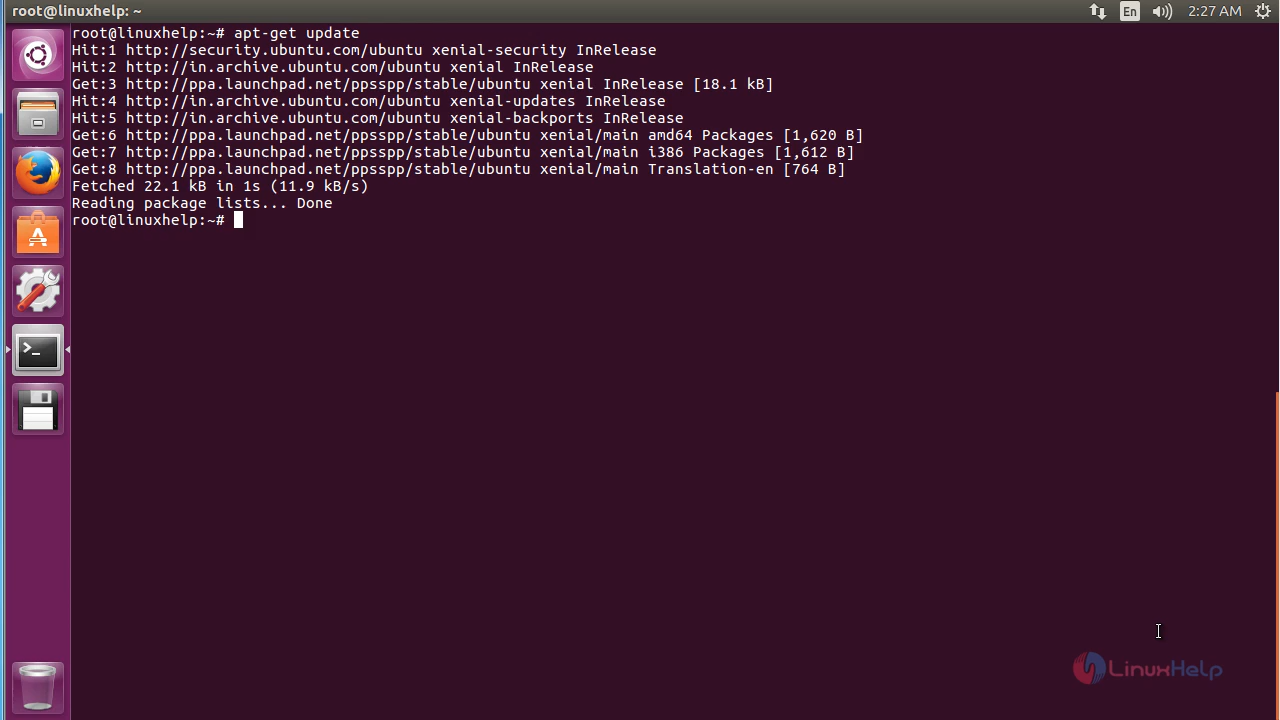 root@linuxhelp: ~
En
2:27 AM
root@linuxhelp:~# apt-get update
Hit:1 http://security.ubuntu.com/ubuntu xenial-security InRelease
Hit:2 http://in.archive.ubuntu.com/ubuntu xenial InRelease
Get:3 http://ppa.launchpad.net/ppsspp/stable/ubuntu xenial InRelease [18.1 kB]
Hit:4 http://in.archive.ubuntu.com/ubuntu xenial-updates InRelease
Hit:5 http://in.archive.ubuntu.com/ubuntu xenial-backports InRelease
Get:6 http://ppa.launchpad.net/ppsspp/stable/ubuntu xenial/main amd64 Packages [1,620 B]
Get:7 http://ppa.launchpad.net/ppsspp/stable/ubuntu xenial/main i386 Packages [1,612 B]
Get:8 http://ppa.launchpad.net/ppsspp/stable/ubuntu xenial/main Translation-en [764 B]
Fetched 22.1 kB in 1s (11.9 kB/s)
Reading package lists... Done
root@linuxhelp:~#
LinuxHelp